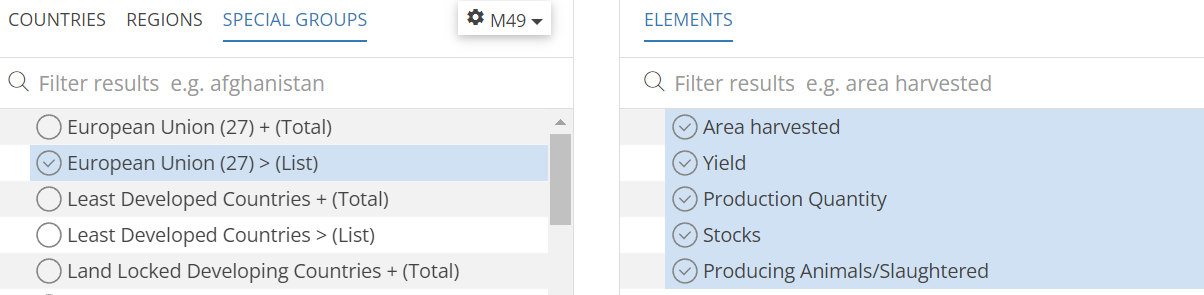 COUNTRIES REGIONS SPECIAL GROUPS M49
Filter results e.g. afghanistan
European Union (27) + (Total)
European Union (27) > (List)
Least Developed Countries + (Total)
Least Developed Countries > (List)
Land Locked Developing Countries + (Total)
ELEMENTS
Filter results e.g. area harvested
Area harvested
Yield
Production Quantity
Stocks
Producing Animals/Slaughtered